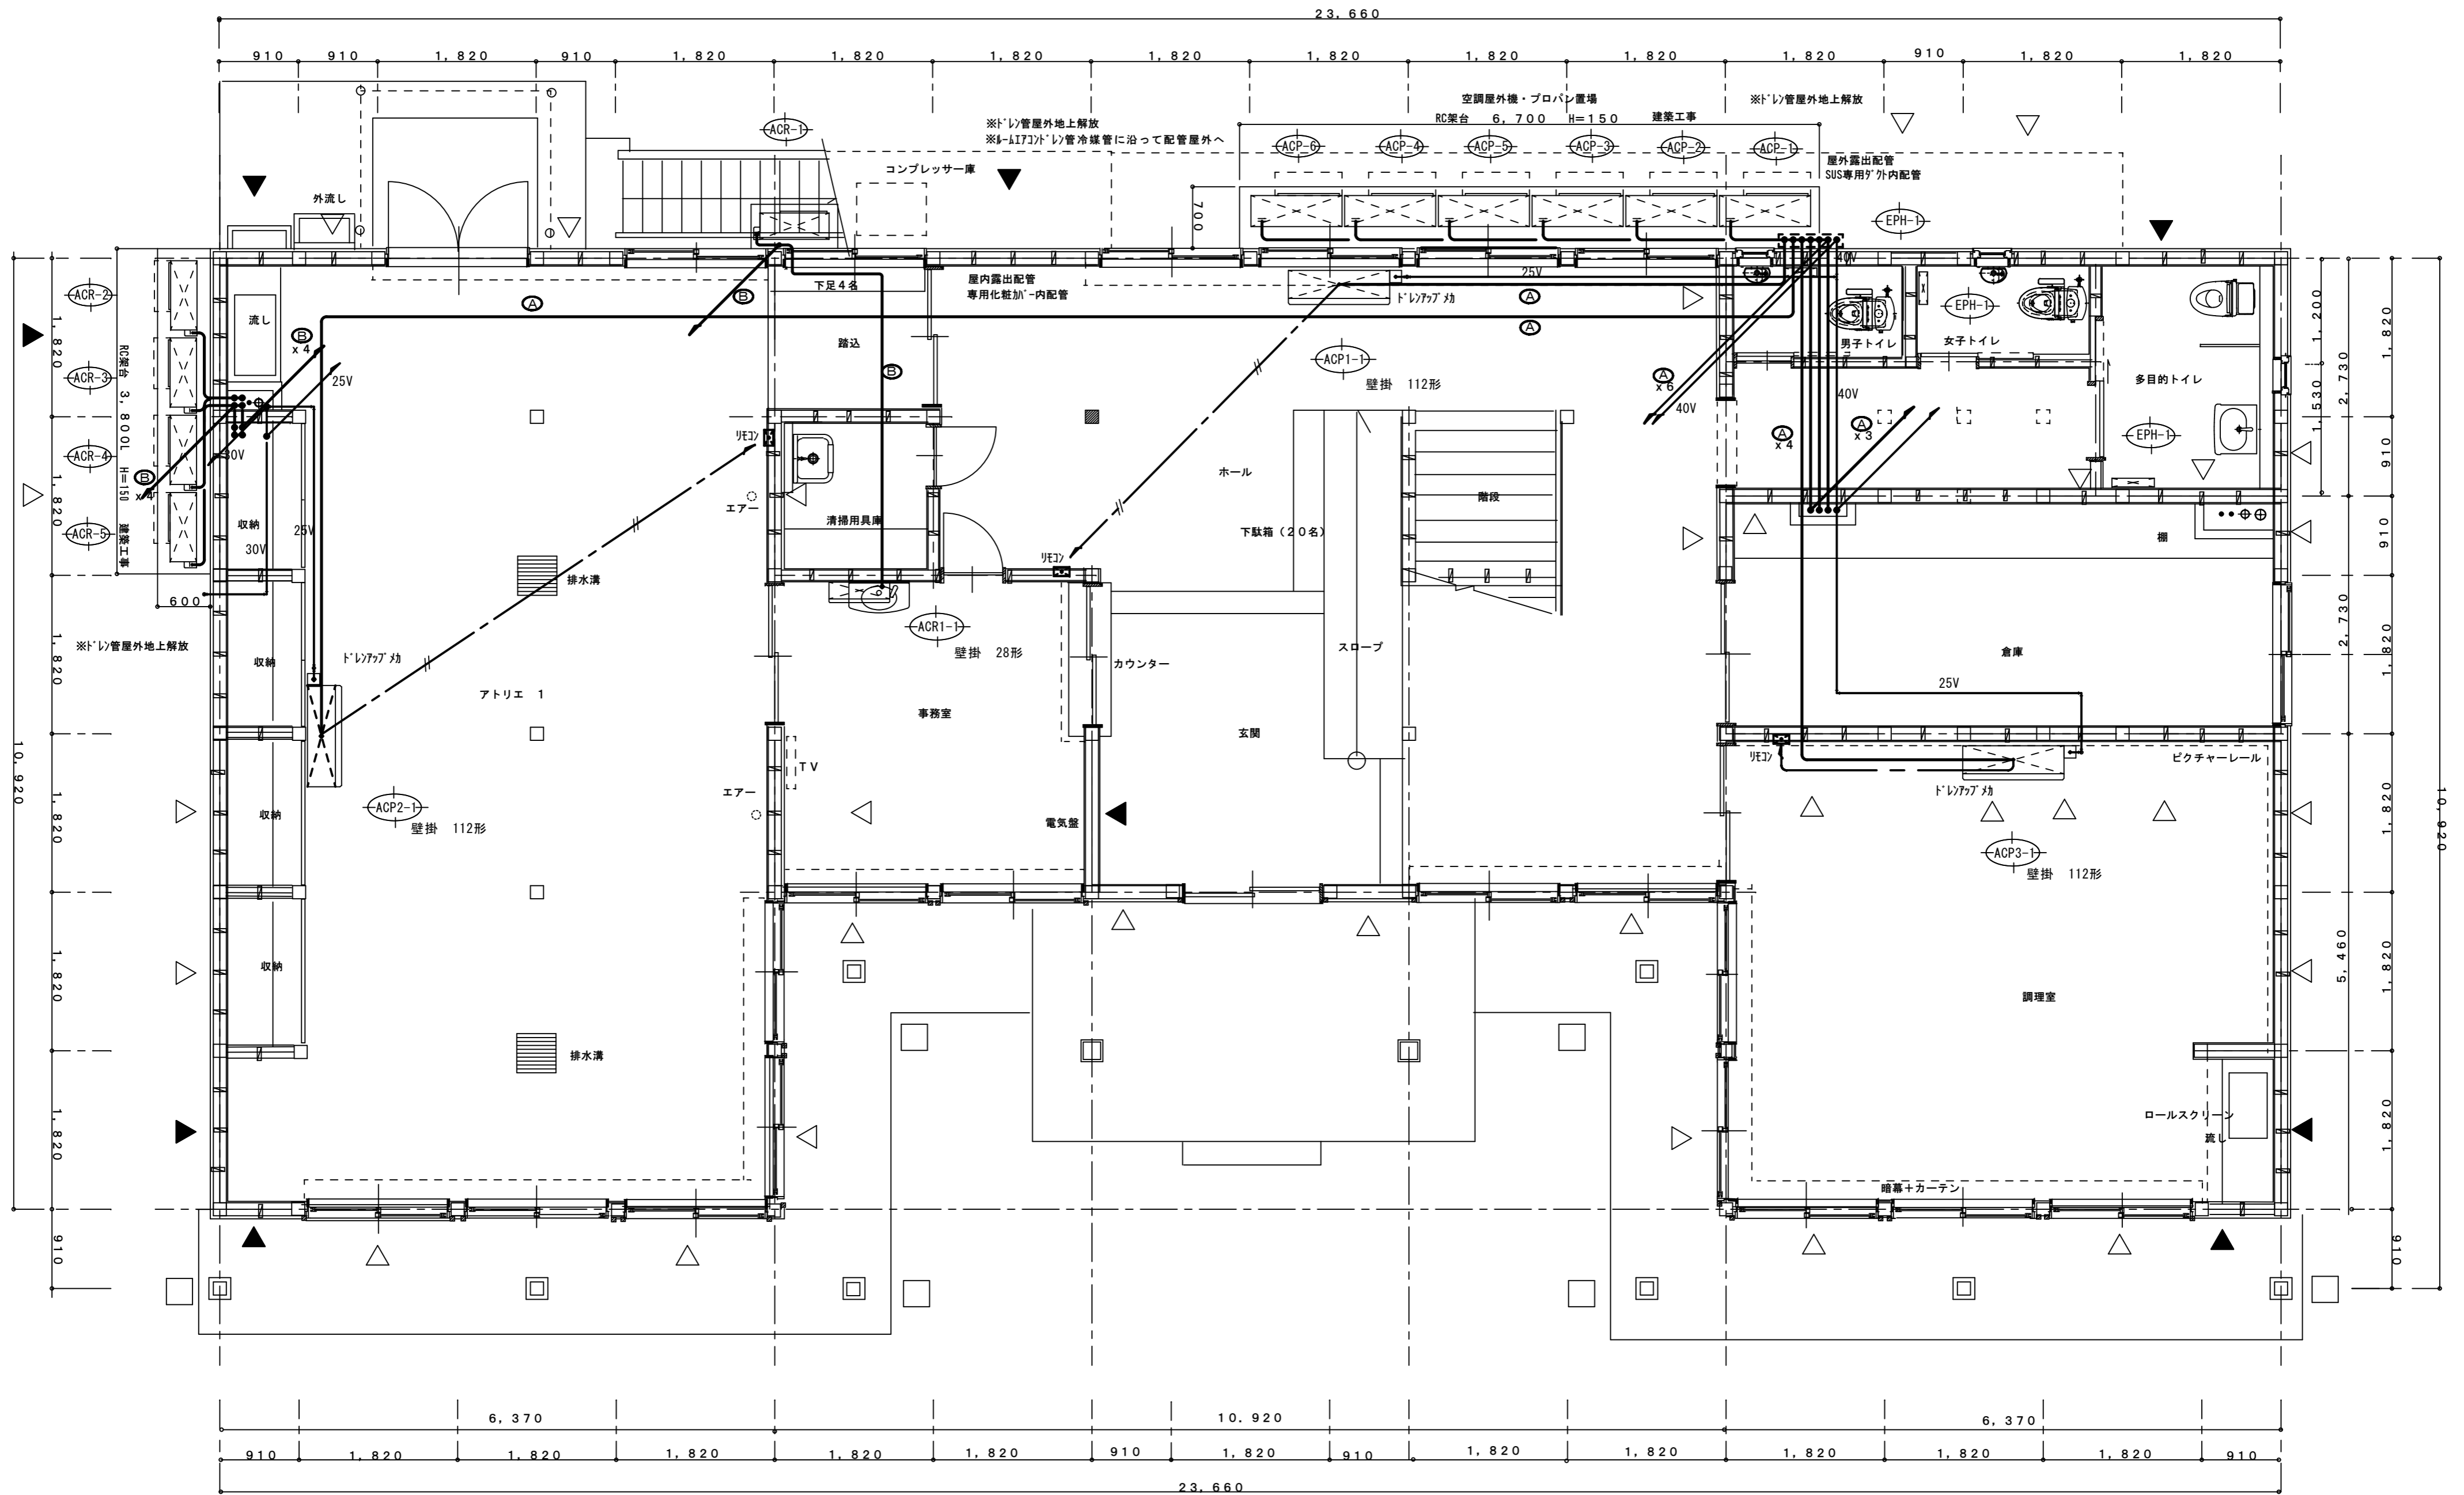 23,660
910
910
1,820
910
1,820
1,820
1,820
1,820
1,820
1,820
1,820
1,820
910
1,820
1,820
空調屋外機・プロパン置場
※ドレン管屋外地上解放
RC架台 6,700 H=150 建築工事
ACR-1
※ドレン管屋外地上解放
※ルームエアコンドレン管冷媒管に沿って配管屋外へ
ACP-6
ACP-4
ACP-5
ACP-3
ACP-2
ACP-1
コンプレッサー庫
屋外露出配管
SUS専用ダクト内配管
外流し
700
EPH-1
40V
屋内露出配管
専用化粧カバー内配管
下足4名
25V
ドレンアップメカ
ACR-2
流し
A
B
B
x4
A
A
EPH-1
男子トイレ
女子トイレ
踏込
ACP1-1
壁掛 112形
B
A
x6
40V
多目的トイレ
ACR-3
25V
RC架台 3,800L H=150 建築工事
40V
A
x4
A
x3
EPH-1
リモコン
ACR-4
30V
B
x4
ホール
階段
エアー
清掃用具庫
下駄箱（20名）
ACR-5
収納
25V
30V
棚
リモコン
排水溝
600
ACR1-1
壁掛 28形
※ドレン管屋外地上解放
収納
ドレンアップメカ
カウンター
スロープ
倉庫
25V
アトリエ 1
事務室
玄関
リモコン
ピクチャーレール
TV
エアー
ドレンアップメカ
ACP2-1
壁掛 112形
収納
電気盤
ACP3-1
壁掛 112形
収納
調理室
排水溝
ロールスクリーン
流し
暗幕＋カーテン
10,920
1,820
1,820
1,820
1,820
1,820
1,820
910
1,200
1,530
2,730
2,730
5,460
1,820
910
910
1,820
1,820
1,820
1,820
910
10,920
6,370
10.920
6,370
910
1,820
1,820
1,820
1,820
1,820
910
1,820
910
1,820
1,820
1,820
1,820
1,820
910
23,660